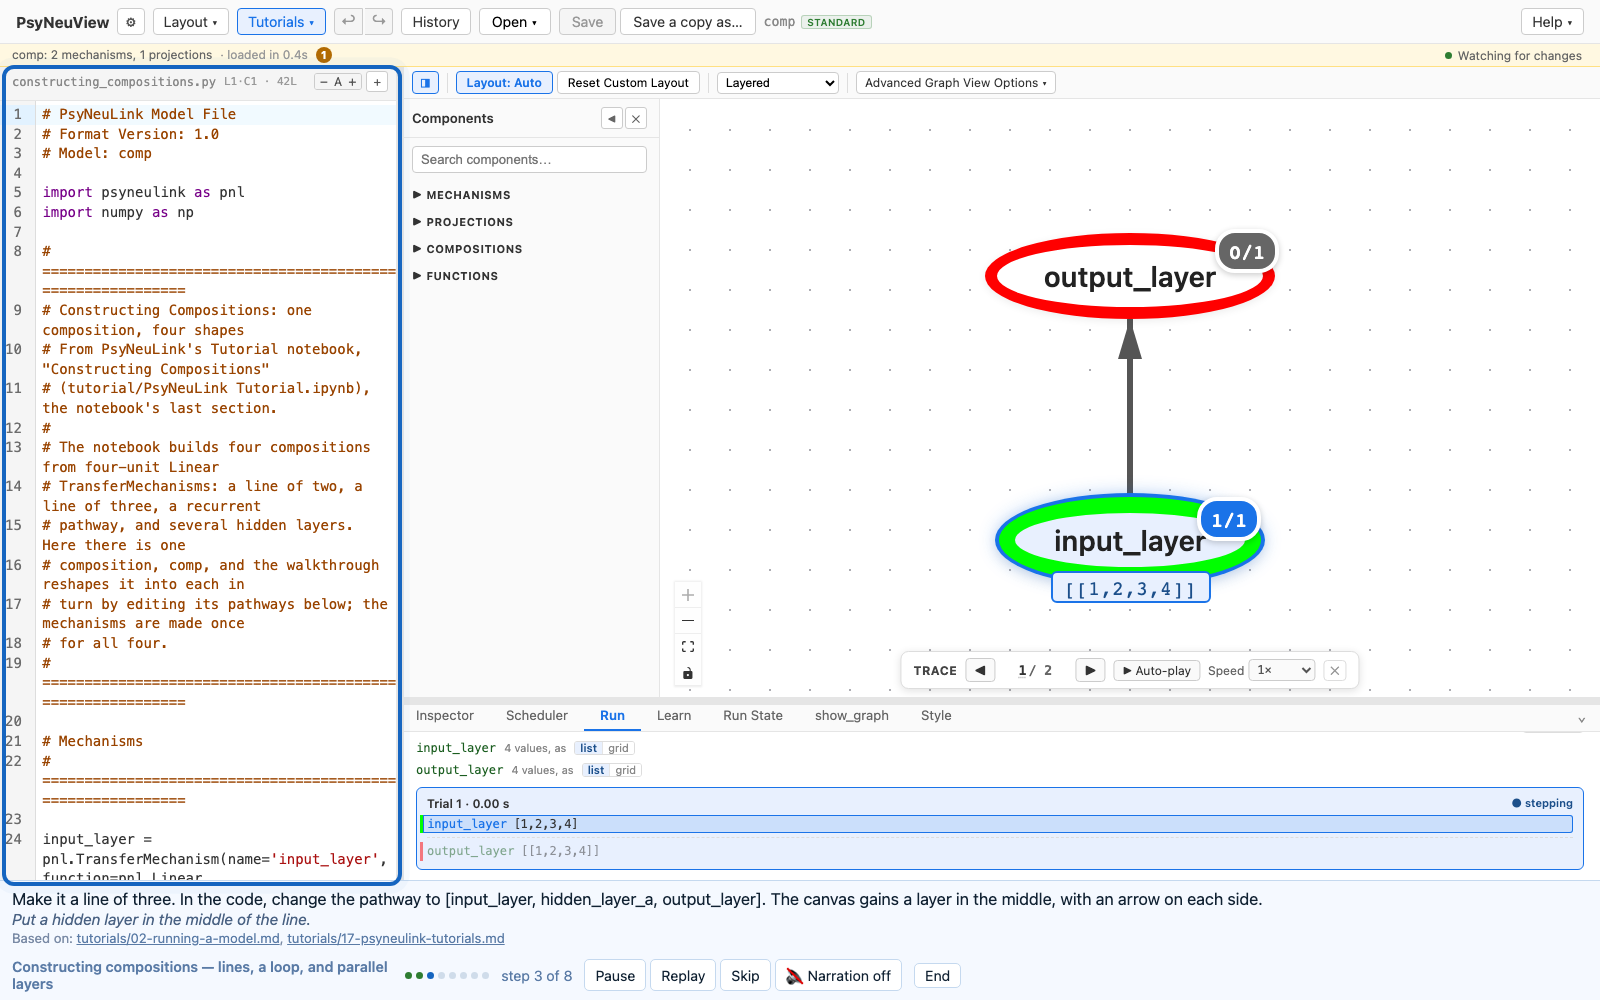 PsyNeuView ⚙ Layout ▾ Tutorials ▾ ↩ ↪ History Open ▾ Save Save a copy as... comp STANDARD Help ▾
comp: 2 mechanisms, 1 projections · loaded in 0.4s 1 Watching for changes
constructing_compositions.py L1·C1 · 42L − A + +
1 # PsyNeuLink Model File
2 # Format Version: 1.0
3 # Model: comp
4
5 import psyneulink as pnl
6 import numpy as np
7
8 #
==========================================
=================
9 # Constructing Compositions: one
composition, four shapes
10 # From PsyNeuLink's Tutorial notebook,
"Constructing Compositions"
11 # (tutorial/PsyNeuLink Tutorial.ipynb),
the notebook's last section.
12 #
13 # The notebook builds four compositions
from four-unit Linear
14 # TransferMechanisms: a line of two, a
line of three, a recurrent
15 # pathway, and several hidden layers.
Here there is one
16 # composition, comp, and the walkthrough
reshapes it into each in
17 # turn by editing its pathways below; the
mechanisms are made once
18 # for all four.
19 #
==========================================
=================
20
21 # Mechanisms
22 #
==========================================
=================
23
24 input_layer =
pnl.TransferMechanism(name='input_layer',
function=pnl.Linear
Layout: Auto Reset Custom Layout Layered Advanced Graph View Options ▾
Components ◀ ✕
Search components...
▶ MECHANISMS
▶ PROJECTIONS
▶ COMPOSITIONS
▶ FUNCTIONS
0/1
output_layer
1/1
input_layer
[[1,2,3,4]]
TRACE ◀ 1 / 2 ▶ ▶ Auto-play Speed 1× ✕
Inspector Scheduler Run Learn Run State show_graph Style
input_layer 4 values, as list grid
output_layer 4 values, as list grid
Trial 1 · 0.00 s stepping
input_layer [1,2,3,4]
output_layer [[1,2,3,4]]
Make it a line of three. In the code, change the pathway to [input_layer, hidden_layer_a, output_layer]. The canvas gains a layer in the middle, with an arrow on each side.
Put a hidden layer in the middle of the line.
Based on: tutorials/02-running-a-model.md, tutorials/17-psyneulink-tutorials.md
Constructing compositions — lines, a loop, and parallel
layers
step 3 of 8 Pause Replay Skip Narration off End